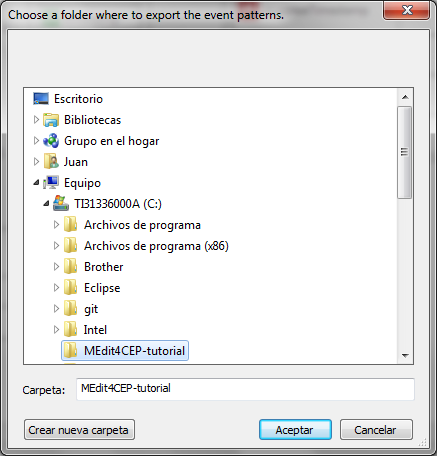 Choose a folder where to export the event patterns.
Escritorio
Bibliotecas
Grupo en el hogar
Juan
Equipo
TI31336000A (C:)
Archivos de programa
Archivos de programa (x86)
Brother
Eclipse
git
Intel
MEdit4CEP-tutorial
Carpeta: MEdit4CEP-tutorial
Crear nueva carpeta Aceptar Cancelar